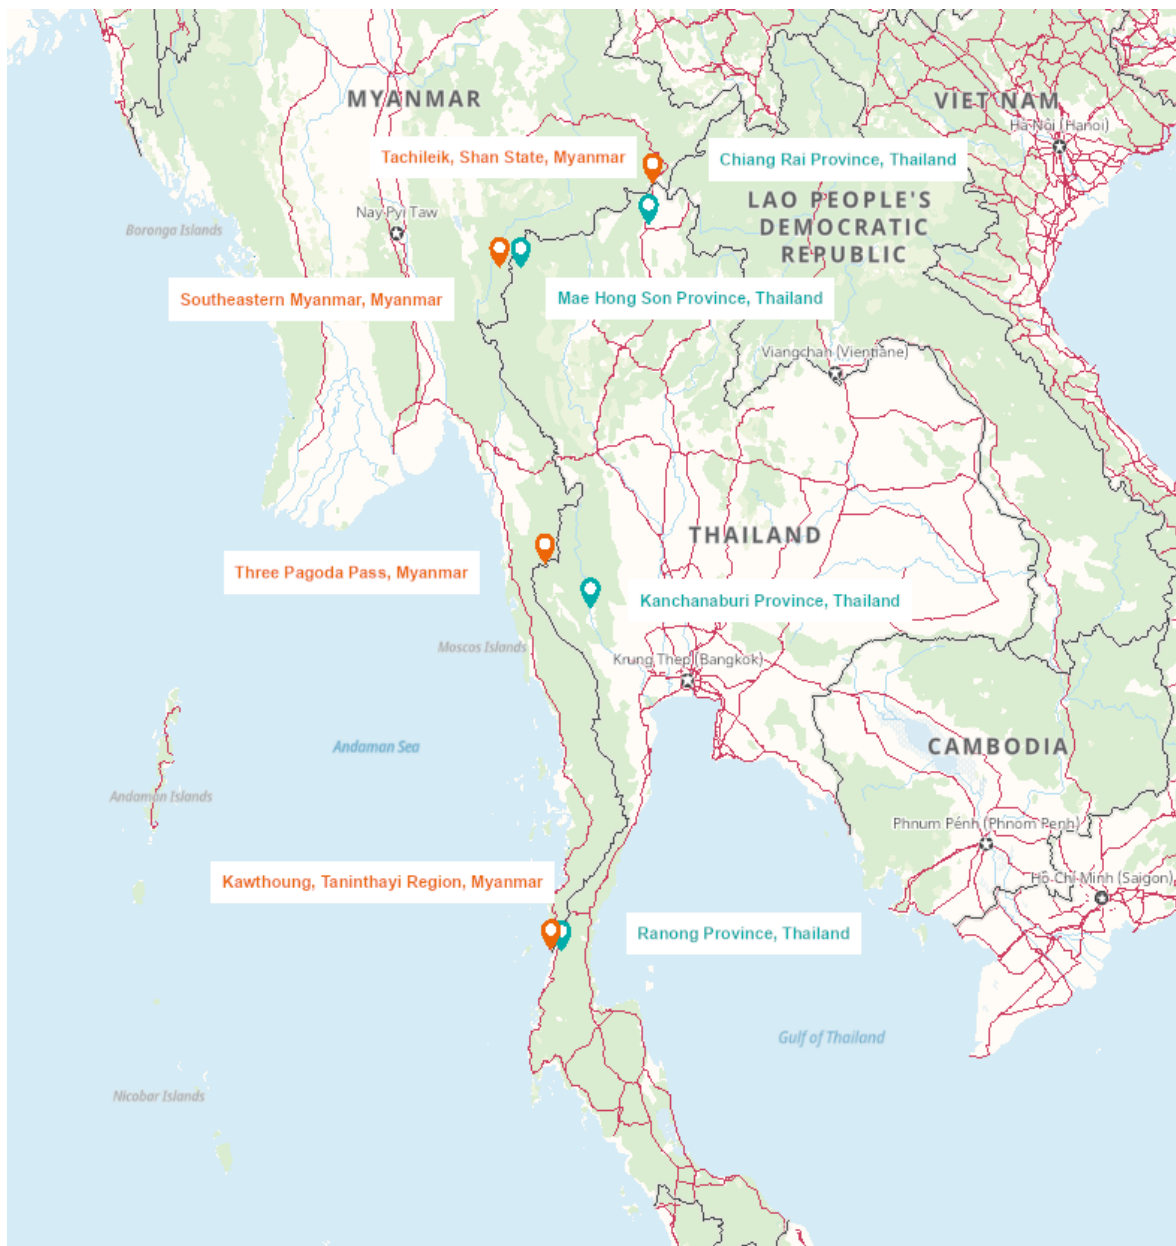 MYANMAR
VIET NAM
Hà Nội (Hanoi)
Tachileik, Shan State, Myanmar
Chiang Rai Province, Thailand
LAO PEOPLE'S
DEMOCRATIC
REPUBLIC
Nay Pyi Taw
Boronga Islands
Southeastern Myanmar, Myanmar
Mae Hong Son Province, Thailand
Viangchan (Vientiane)
THAILAND
Three Pagoda Pass, Myanmar
Kanchanaburi Province, Thailand
Moscos Islands
Krung Thep (Bangkok)
Andaman Sea
CAMBODIA
Andaman Islands
Phnum Pénh (Phnom Penh)
Kawthoung, Taninthayi Region, Myanmar
Hồ Chí Minh (Saigon)
Ranong Province, Thailand
Gulf of Thailand
Nicobar Islands